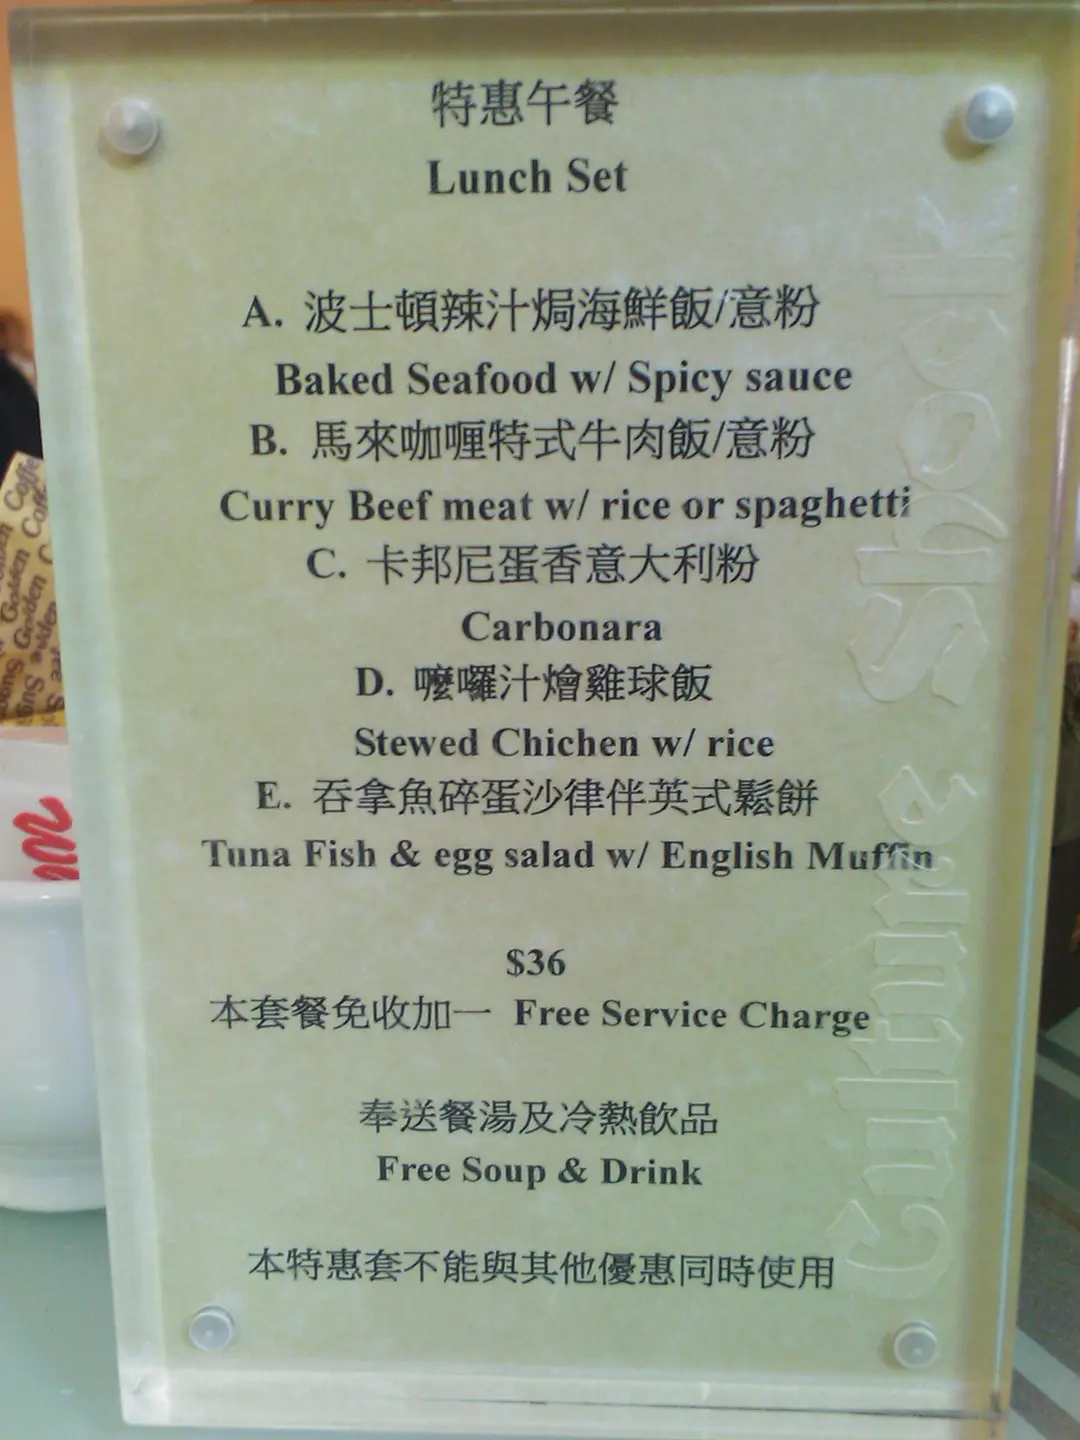 特惠午餐
Lunch Set
A. 波士頓辣汁焗海鮮飯/意粉
Baked Seafood w/ Spicy sauce
B. 馬來咖喱特式牛肉飯/意粉
Curry Beef meat w/ rice or spaghetti
C. 卡邦尼蛋香意大利粉
Carbonara
D. 嚒囉汁燴雞球飯
Stewed Chichen w/ rice
E. 吞拿魚碎蛋沙律伴英式鬆餅
Tuna Fish & egg salad w/ English Muffin
$36
本套餐免收加一 Free Service Charge
奉送餐湯及冷熱飲品
Free Soup & Drink
本特惠套不能與其他優惠同時使用
Culture Shock
Golden Coffee